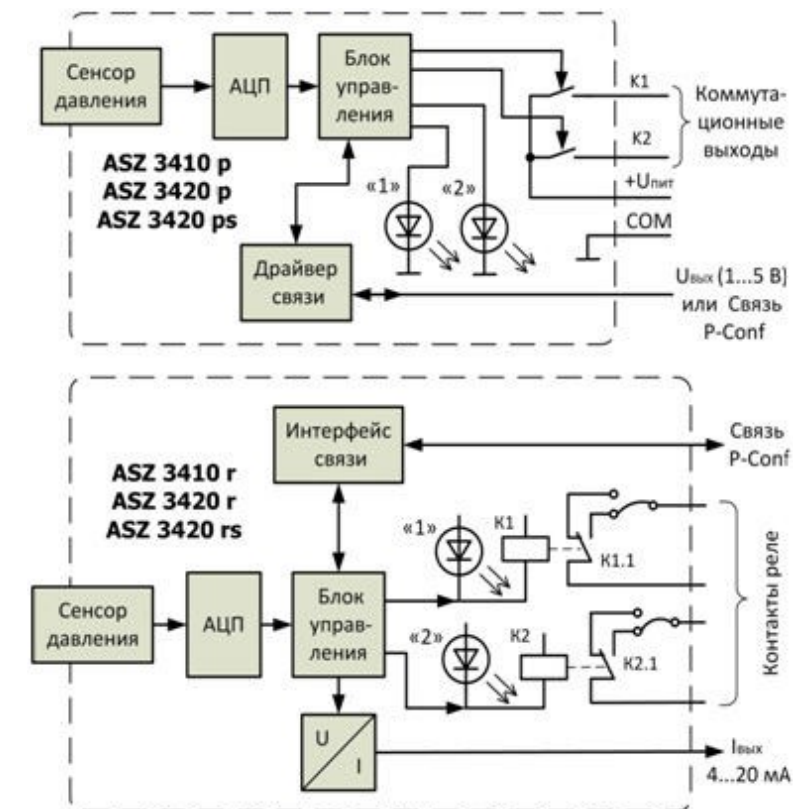 Сенсор
давления
АЦП
Блок
управ-
ления
K1
K2
Коммута-
ционные
выходы
+Uпит
COM
ASZ 3410 p
ASZ 3420 p
ASZ 3420 ps
«1»
«2»
Драйвер
связи
Uвых (1...5 В)
или Связь
P-Conf
Интерфейс
связи
Связь
P-Conf
ASZ 3410 r
ASZ 3420 r
ASZ 3420 rs
«1»
K1
K1.1
Сенсор
давления
АЦП
Блок
управ-
ления
«2»
K2
K2.1
Контакты реле
U
I
Iвых
4...20 мА